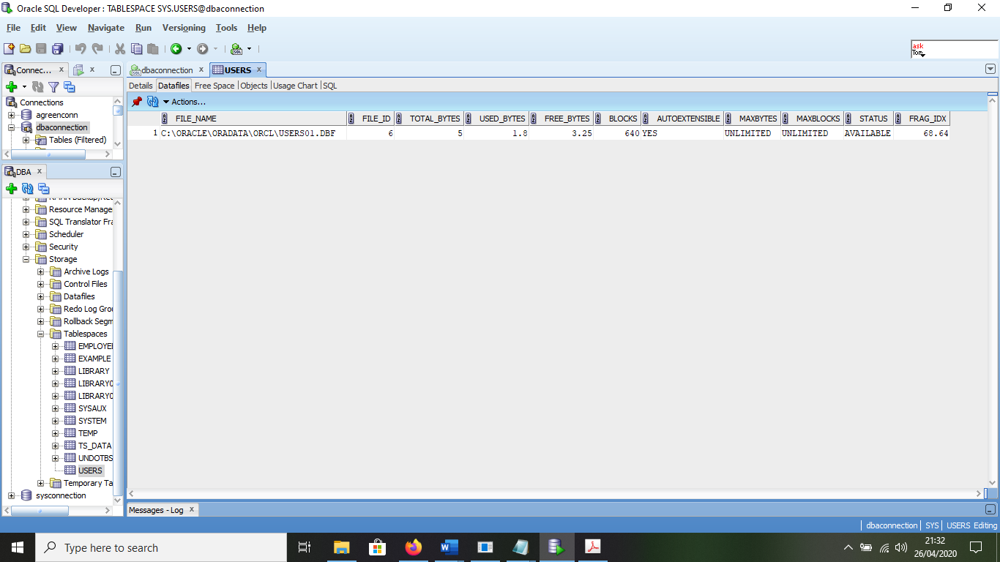 Oracle SQL Developer : TABLESPACE SYS.USERS@dbaconnection
File Edit View Navigate Run Versioning Tools Help
ask
Tom
Connec... x
dbaconnection x USERS x
Details Datafiles Free Space Objects Usage Chart SQL
Actions...
FILE_NAME FILE_ID TOTAL_BYTES USED_BYTES FREE_BYTES BLOCKS AUTOEXTENSIBLE MAXBYTES MAXBLOCKS STATUS FRAG_IDX
1 C:\ORACLE\ORADATA\ORCL\USERS01.DBF 6 5 1.8 3.25 640 YES UNLIMITED UNLIMITED AVAILABLE 68.64
Connections
agreenconn
dbaconnection
Tables (Filtered)
DBA x
Resource Manage
SQL Translator Fra
Scheduler
Security
Storage
Archive Logs
Control Files
Datafiles
Redo Log Grou
Rollback Segm
Tablespaces
EMPLOYE
EXAMPLE
LIBRARY
LIBRARY0
LIBRARY0
SYSAUX
SYSTEM
TEMP
TS_DATA
UNDOTBS
USERS
Temporary Ta
sysconnection
Messages - Log x
dbaconnection SYS USERS Editing
Type here to search
21:32
26/04/2020